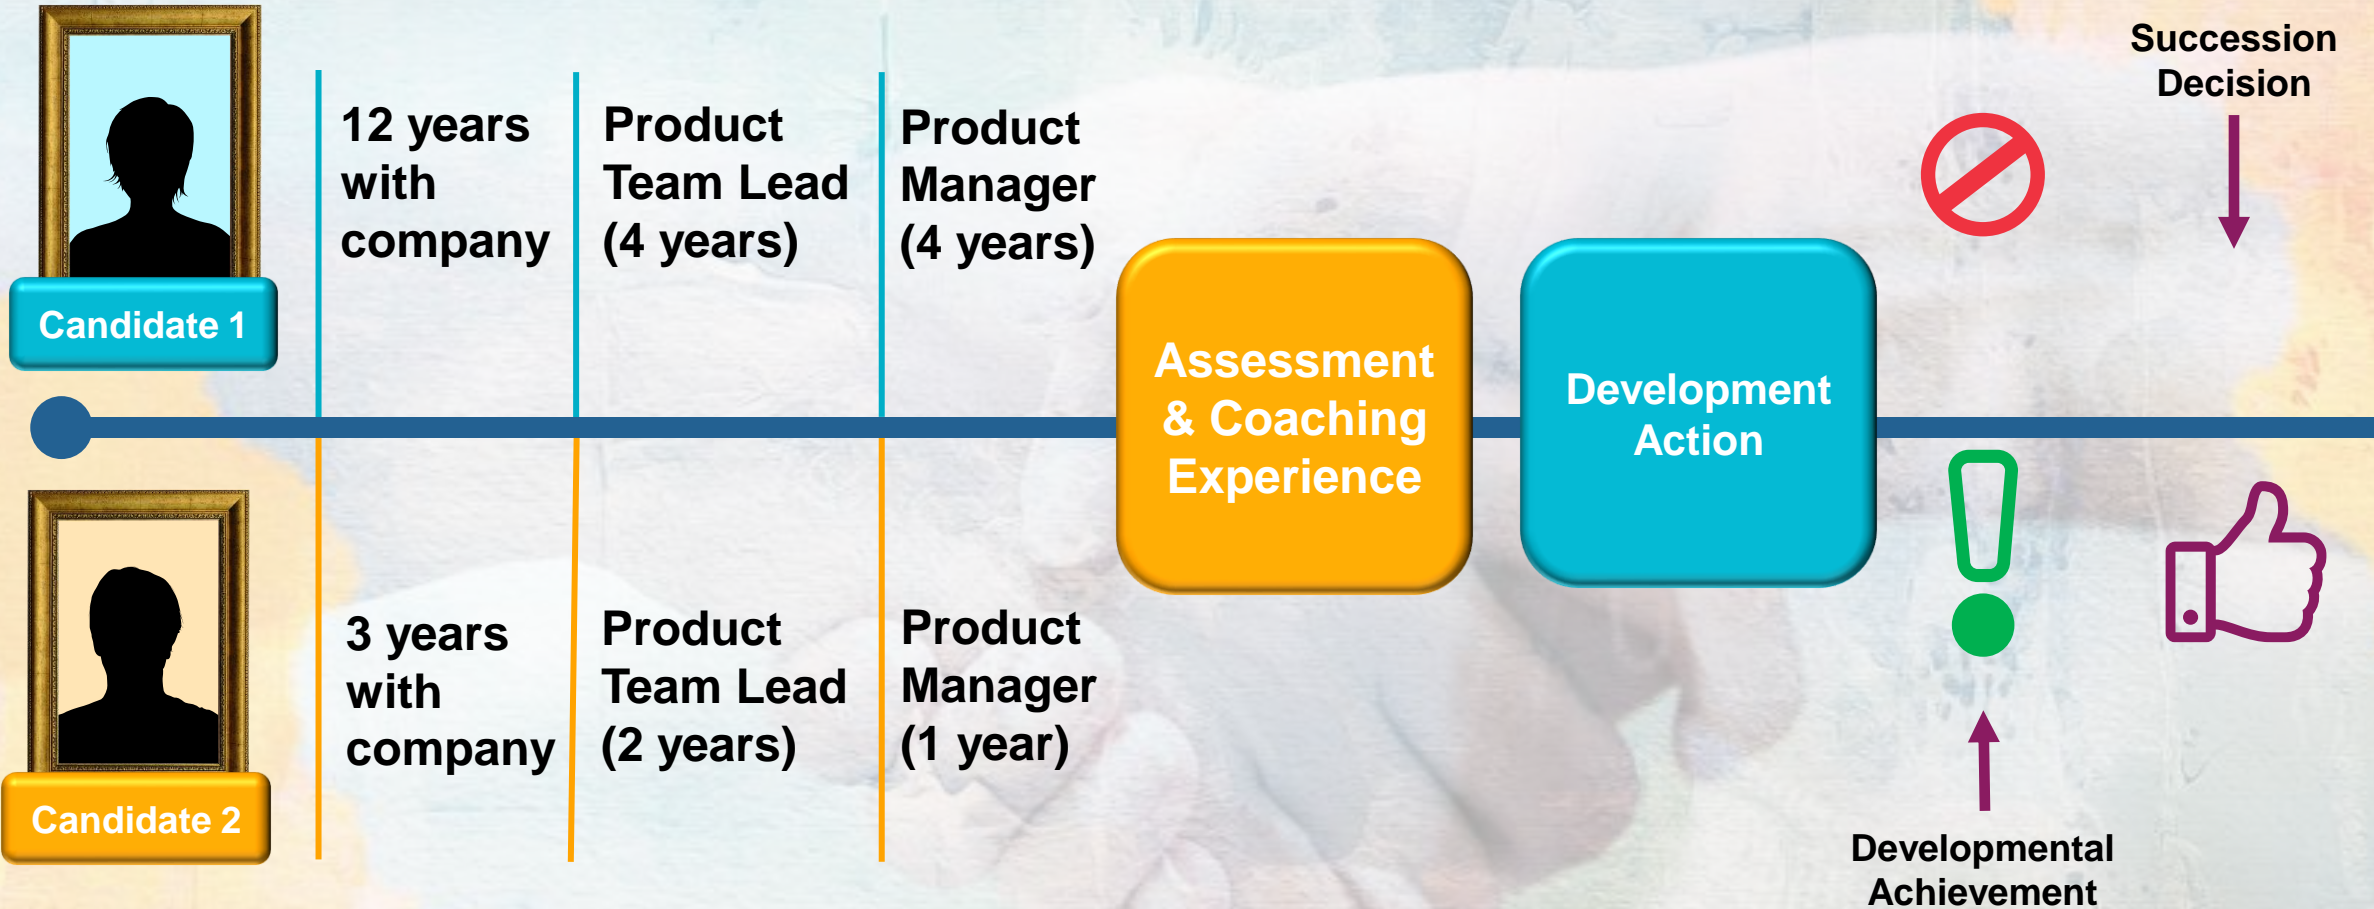 Candidate 1
12 years
with
company
Product
Team Lead
(4 years)
Product
Manager
(4 years)
Candidate 2
3 years
with
company
Product
Team Lead
(2 years)
Product
Manager
(1 year)
Assessment
& Coaching
Experience
Development
Action
Succession
Decision
Developmental
Achievement